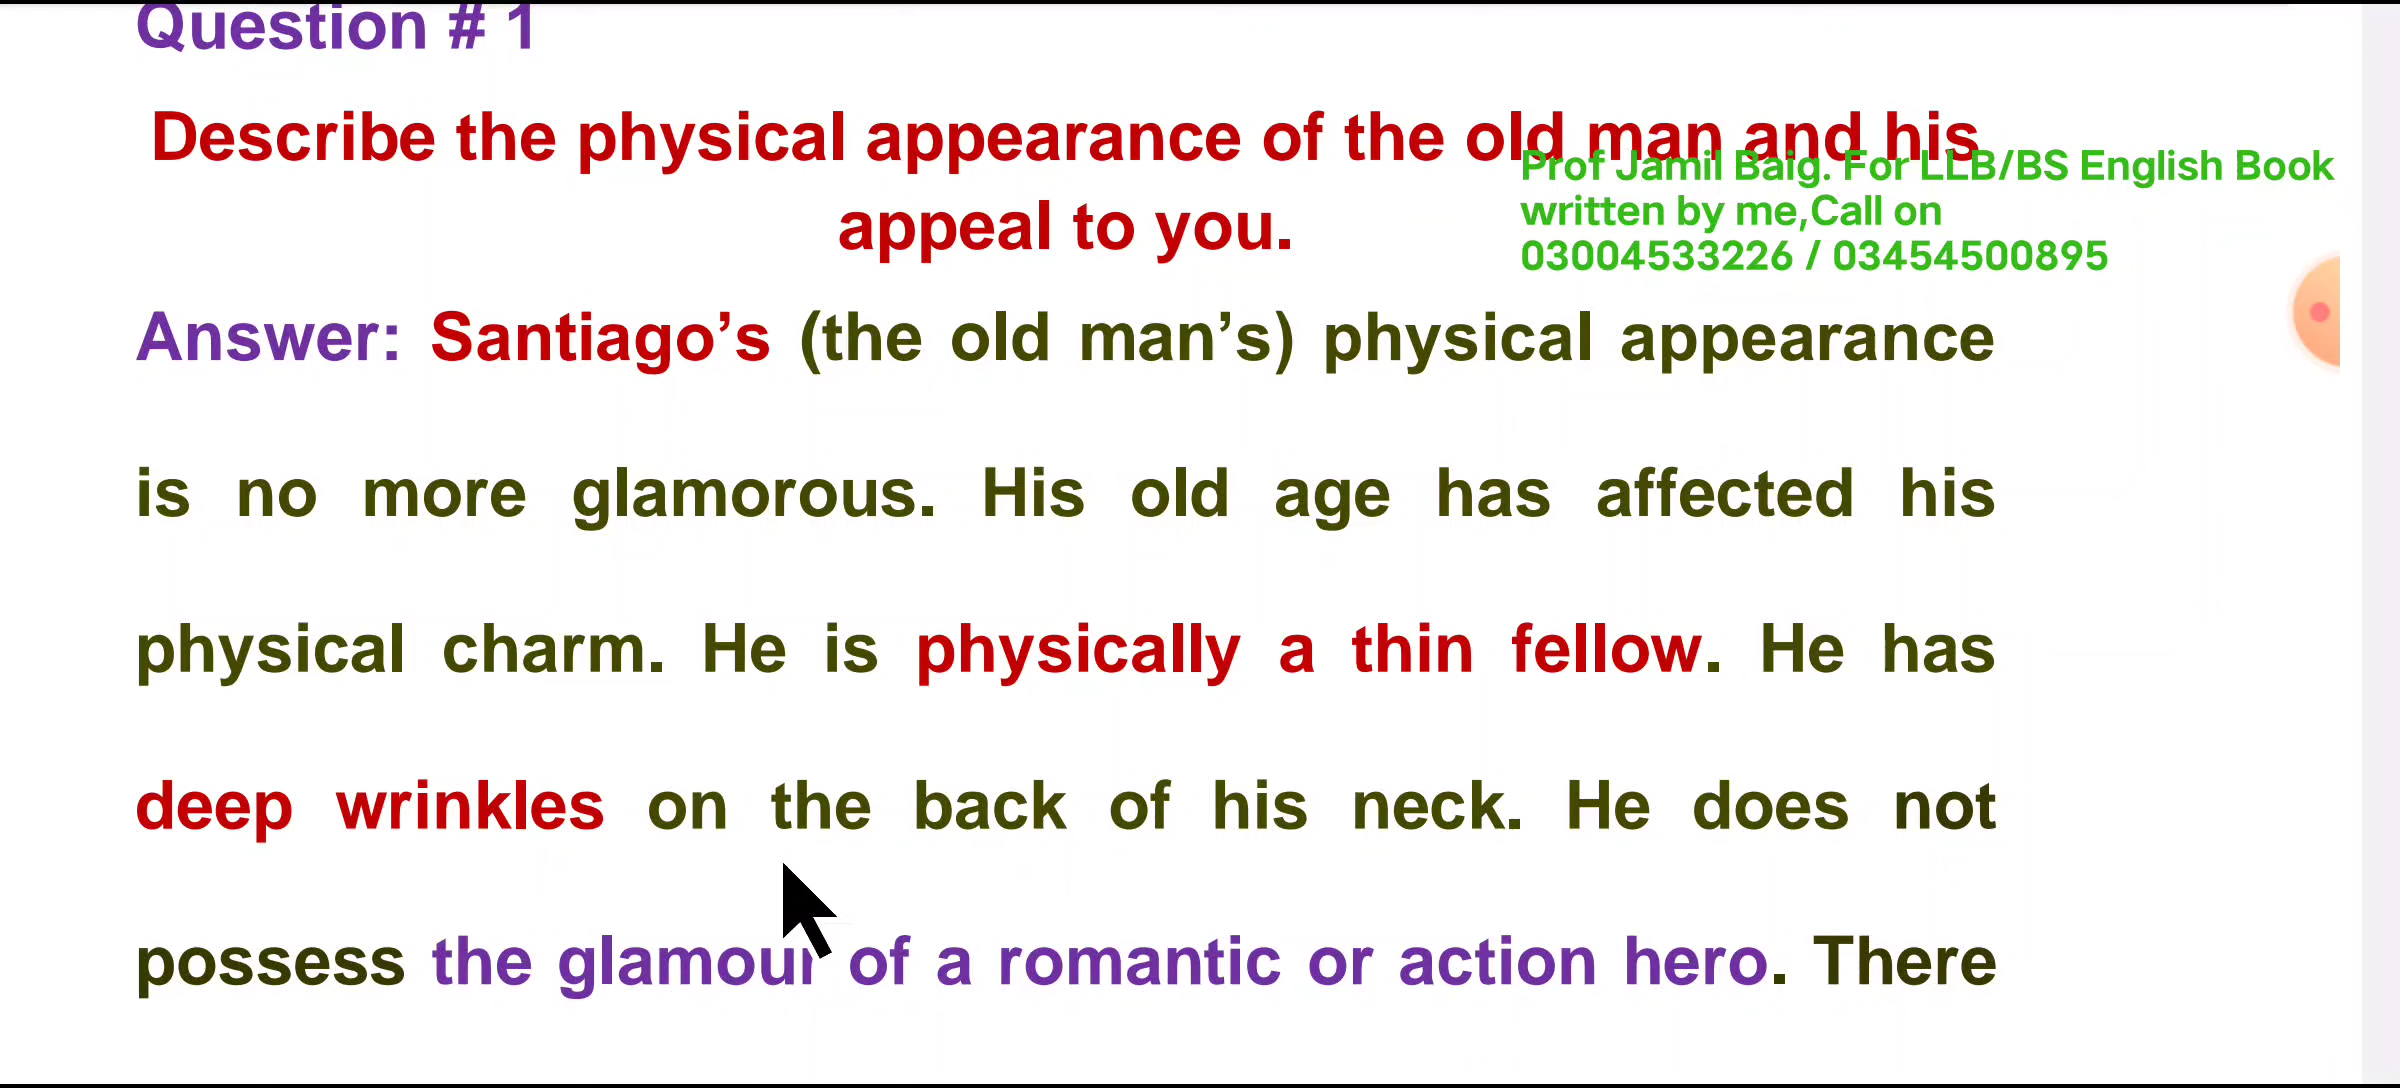 Question # 1
Describe the physical appearance of the old man and his
appeal to you.
Prof Jamil Baig. For LLB/BS English Book
written by me,Call on
03004533226 / 03454500895
Answer: Santiago’s (the old man’s) physical appearance
is no more glamorous. His old age has affected his
physical charm. He is physically a thin fellow. He has
deep wrinkles on the back of his neck. He does not
possess the glamour of a romantic or action hero. There